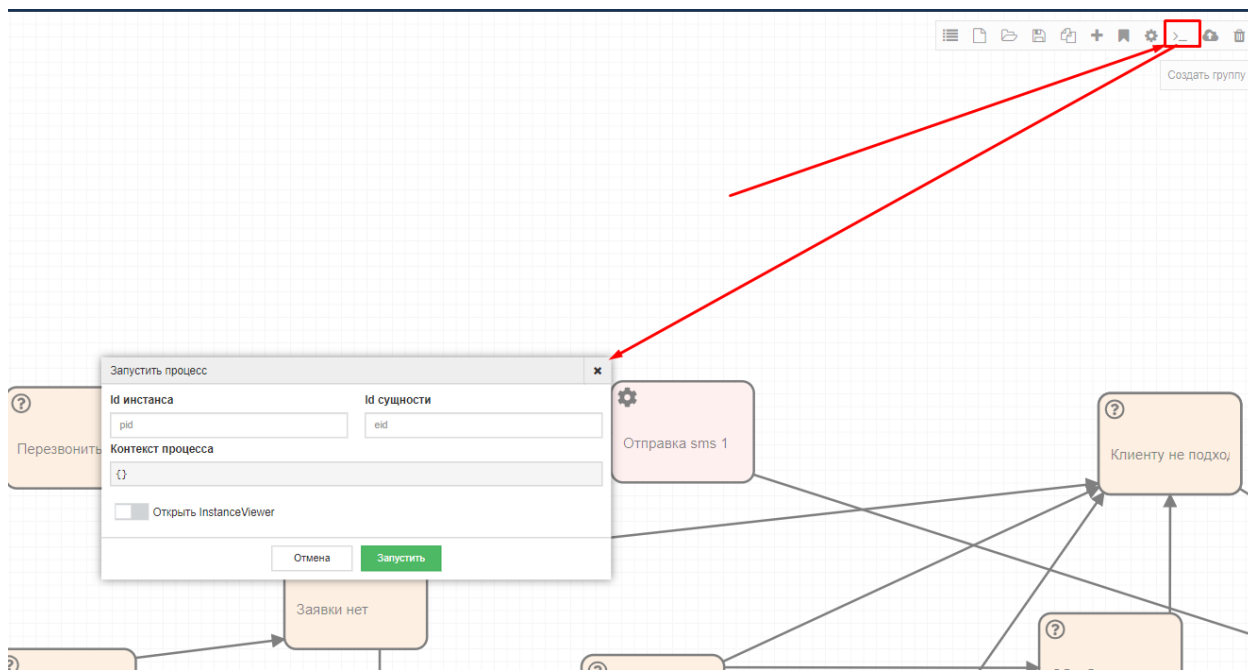 Создать группу
Запустить процесс
Id инстанса
Id сущности
pid
eid
Контекст процесса
{}
Открыть InstanceViewer
Отмена
Запустить
Перезвонить
Отправка sms 1
Клиенту не подход
Заявки нет